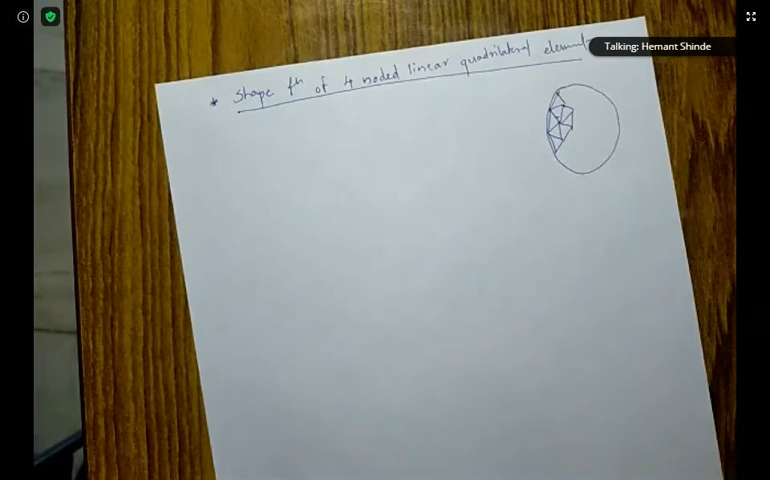 Talking: Hemant Shinde
* Shape fn of 4 noded linear quadrilateral element